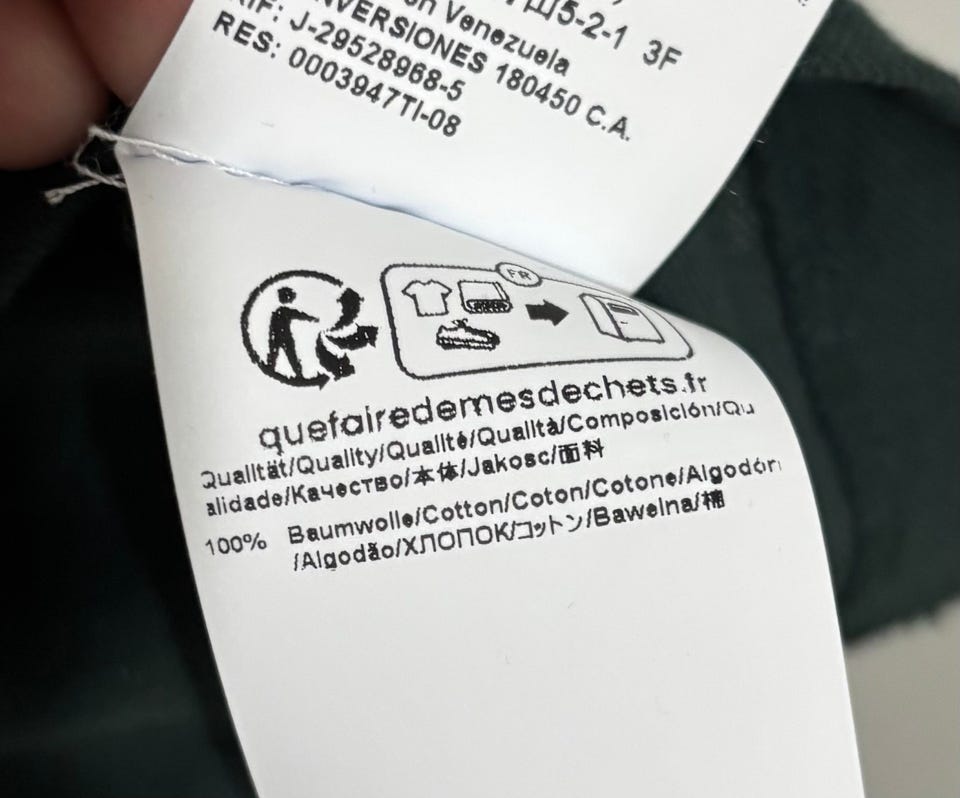 5-2-1 3F
Venezuela
INVERSIONES 180450 C.A.
RIF: J-29528968-5
RES: 0003947TI-08
FR
quefairedemesdechets.fr
Qualität/Quality/Qualité/Qualità/Composición/Qu
alidade/Качество/本体/Jakosc/面料
100% Baumwolle/Cotton/Coton/Cotone/Algodón
/Algodão/ХЛОПОК/コットン/Bawelna/棉